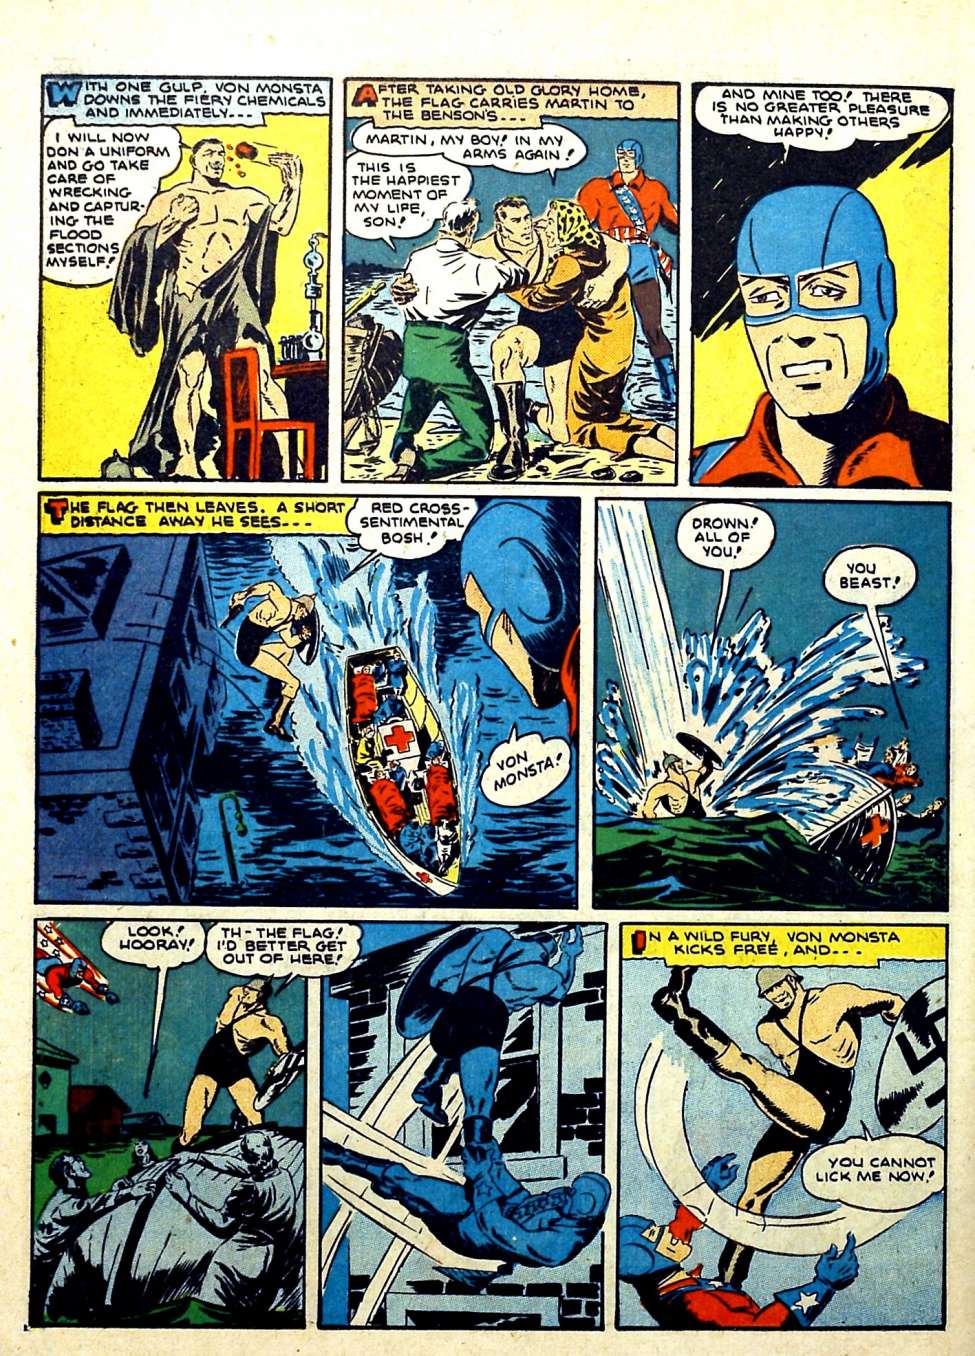 WITH ONE GULP, VON MONSTA
DOWNS THE FIERY CHEMICALS
AND IMMEDIATELY---
I WILL NOW
DON A UNIFORM
AND GO TAKE
CARE OF
WRECKING
AND CAPTUR-
ING THE
FLOOD
SECTIONS
MYSELF!
AFTER TAKING OLD GLORY HOME,
THE FLAG CARRIES MARTIN TO
THE BENSON'S---
MARTIN, MY BOY! IN MY
ARMS AGAIN!
THIS IS
THE HAPPIEST
MOMENT OF
MY LIFE,
SON!
AND MINE TOO! THERE
IS NO GREATER PLEASURE
THAN MAKING OTHERS
HAPPY!
THE FLAG THEN LEAVES. A SHORT
DISTANCE AWAY HE SEES---
RED CROSS-
SENTIMENTAL
BOSH!
VON
MONSTA!
DROWN!
ALL OF
YOU!
YOU
BEAST!
LOOK!
HOORAY!
TH-THE FLAG!
I'D BETTER GET
OUT OF HERE!
IN A WILD FURY, VON MONSTA
KICKS FREE, AND---
YOU CANNOT
LICK ME NOW!